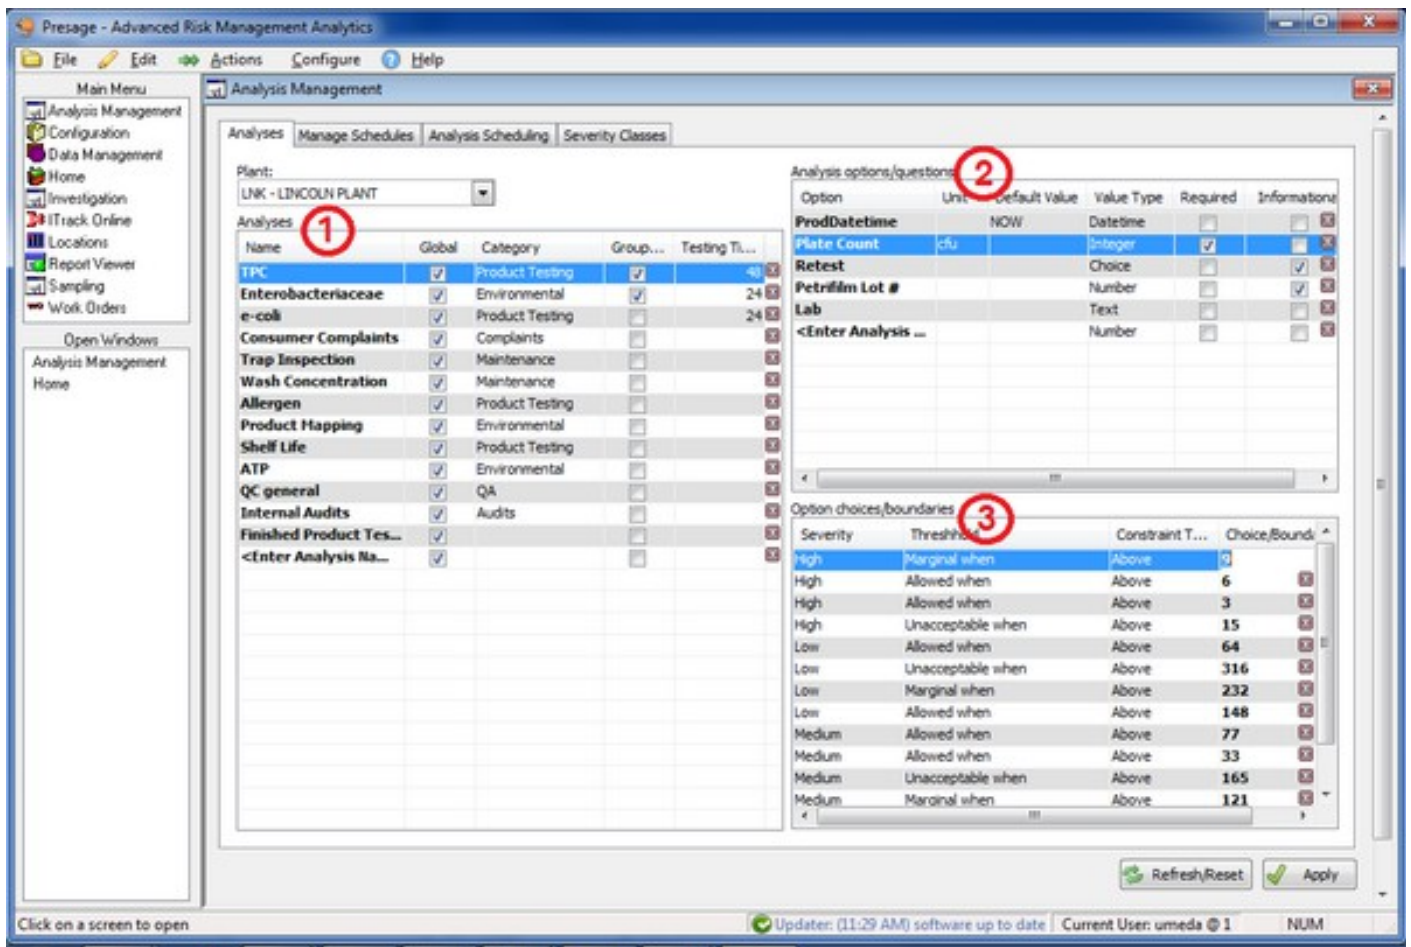 Presage - Advanced Risk Management Analytics
File Edit Actions Configure Help
Main Menu
Analysis Management
Configuration
Data Management
Home
Investigation
ITrack Online
Locations
Report Viewer
Sampling
Work Orders
Open Windows
Analysis Management
Home
Analysis Management
Analyses Manage Schedules Analysis Scheduling Severity Classes
Plant:
LNK - LINCOLN PLANT
Analyses 1
Name Global Category Group... Testing Ti...
TPC Product Testing 48
Enterobacteriaceae Environmental 24
e-coli Product Testing 24
Consumer Complaints Complaints
Trap Inspection Maintenance
Wash Concentration Maintenance
Allergen Product Testing
Product Mapping Environmental
Shelf Life Product Testing
ATP Environmental
QC general QA
Internal Audits Audits
Finished Product Tes...
<Enter Analysis Na...
Analysis options/questions 2
Option Unit Default Value Value Type Required Informationa
ProdDatetime NOW Datetime
Plate Count cfu Integer
Retest Choice
Petrifilm Lot # Number
Lab Text
<Enter Analysis ... Number
Option choices/boundaries 3
Severity Threshhold Constraint T... Choice/Bounda
High Marginal when Above 9
High Allowed when Above 6
High Allowed when Above 3
High Unacceptable when Above 15
Low Allowed when Above 64
Low Unacceptable when Above 316
Low Marginal when Above 232
Low Allowed when Above 148
Medium Allowed when Above 77
Medium Allowed when Above 33
Medium Unacceptable when Above 165
Medium Marginal when Above 121
Refresh/Reset Apply
Click on a screen to open
Updater: (11:29 AM) software up to date Current User: umeda @ 1 NUM